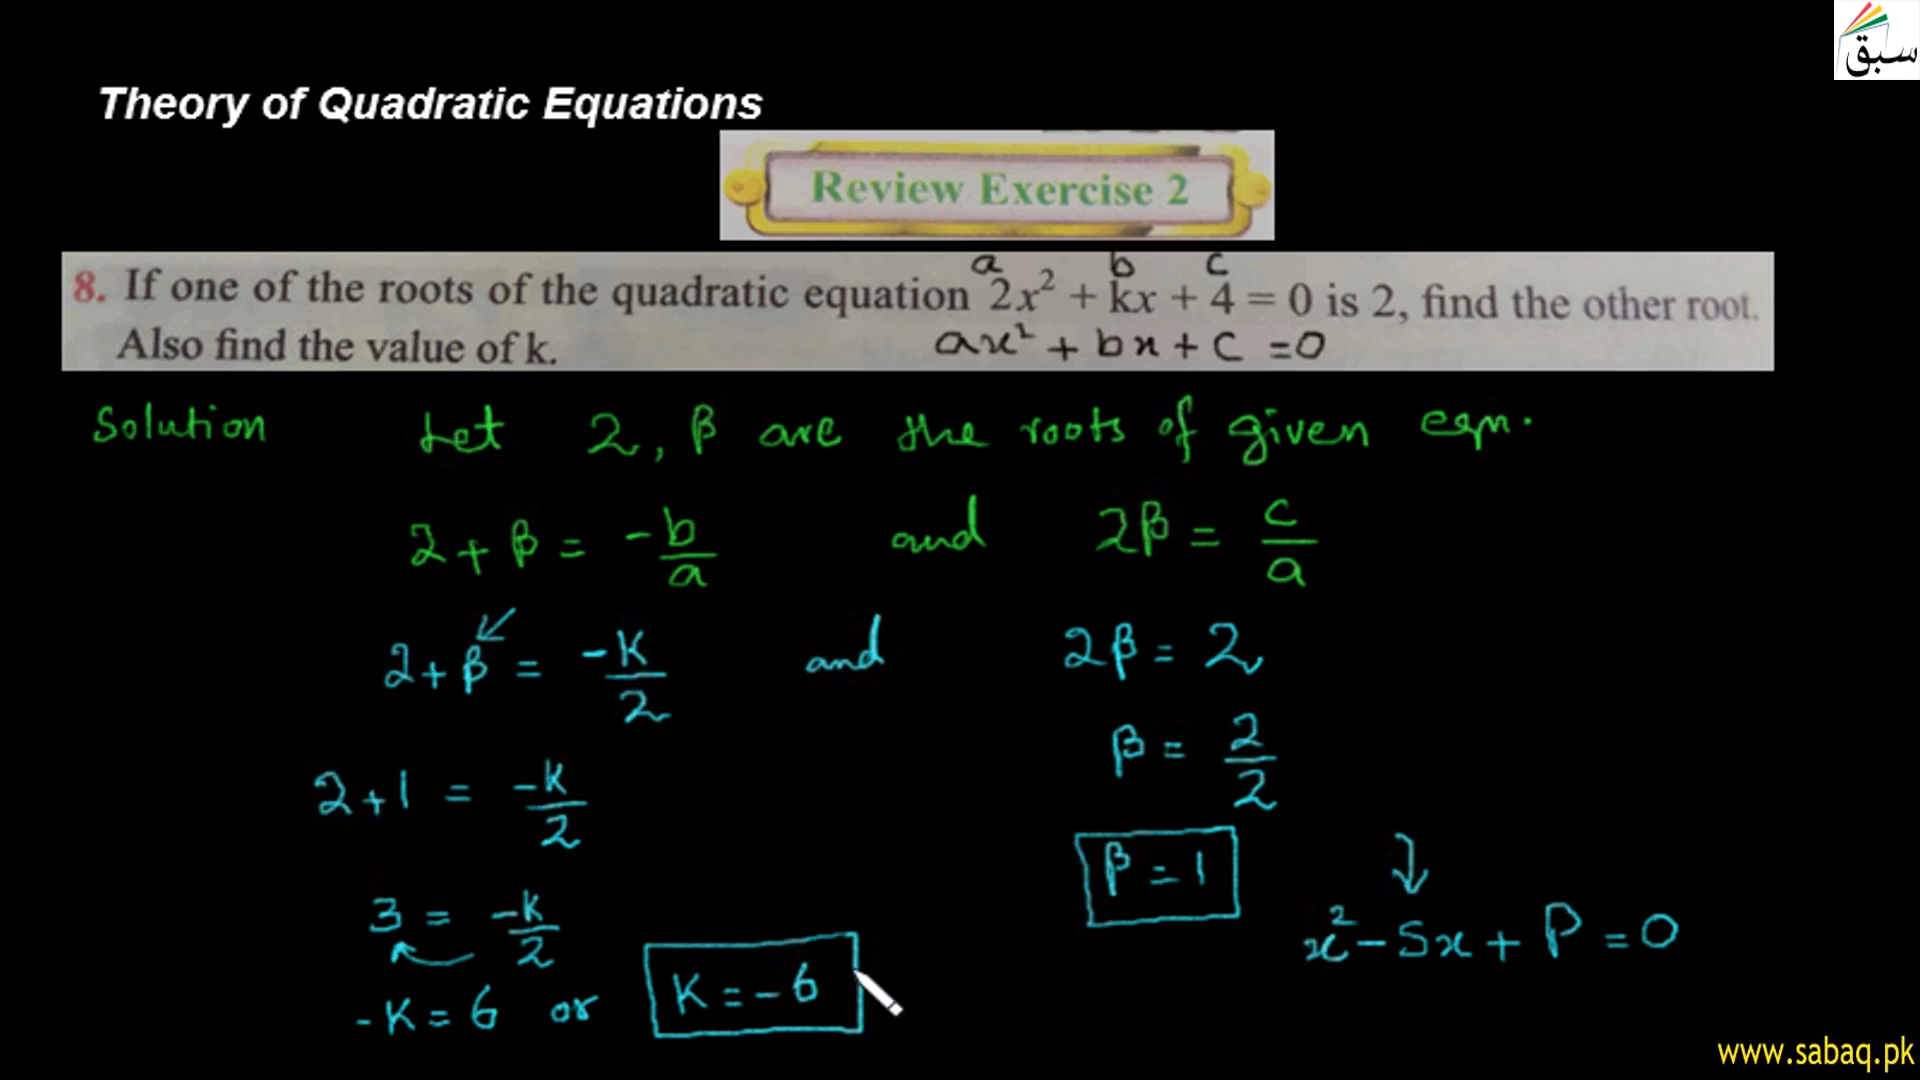 سبق
Theory of Quadratic Equations
Review Exercise 2
a b c
8. If one of the roots of the quadratic equation 2x² + kx + 4 = 0 is 2, find the other root.
Also find the value of k.
ax² + bx + c = 0
Solution Let 2, β are the roots of given eqn.
2 + β = -b/a and 2β = c/a
2 + β = -K/2 and 2β = 2
β = 2/2
2 + 1 = -K/2
β = 1
3 = -K/2
x² - Sx + P = 0
-K = 6 or K = -6
www.sabaq.pk